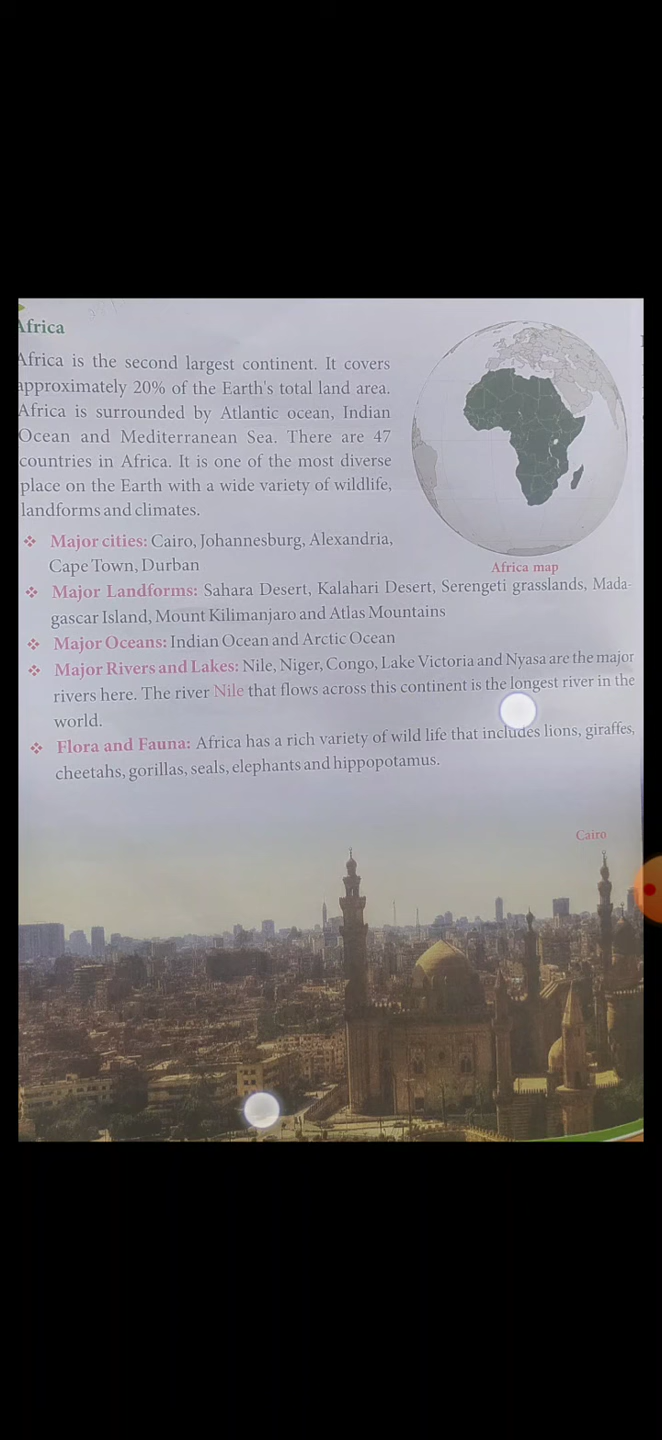 Africa
Africa is the second largest continent. It covers
approximately 20% of the Earth's total land area.
Africa is surrounded by Atlantic ocean, Indian
Ocean and Mediterranean Sea. There are 47
countries in Africa. It is one of the most diverse
place on the Earth with a wide variety of wildlife,
landforms and climates.
Africa map
❖ Major cities: Cairo, Johannesburg, Alexandria,
Cape Town, Durban
❖ Major Landforms: Sahara Desert, Kalahari Desert, Serengeti grasslands, Mada-
gascar Island, Mount Kilimanjaro and Atlas Mountains
❖ Major Oceans: Indian Ocean and Arctic Ocean
❖ Major Rivers and Lakes: Nile, Niger, Congo, Lake Victoria and Nyasa are the major
rivers here. The river Nile that flows across this continent is the longest river in the
world.
❖ Flora and Fauna: Africa has a rich variety of wild life that includes lions, giraffes,
cheetahs, gorillas, seals, elephants and hippopotamus.
Cairo